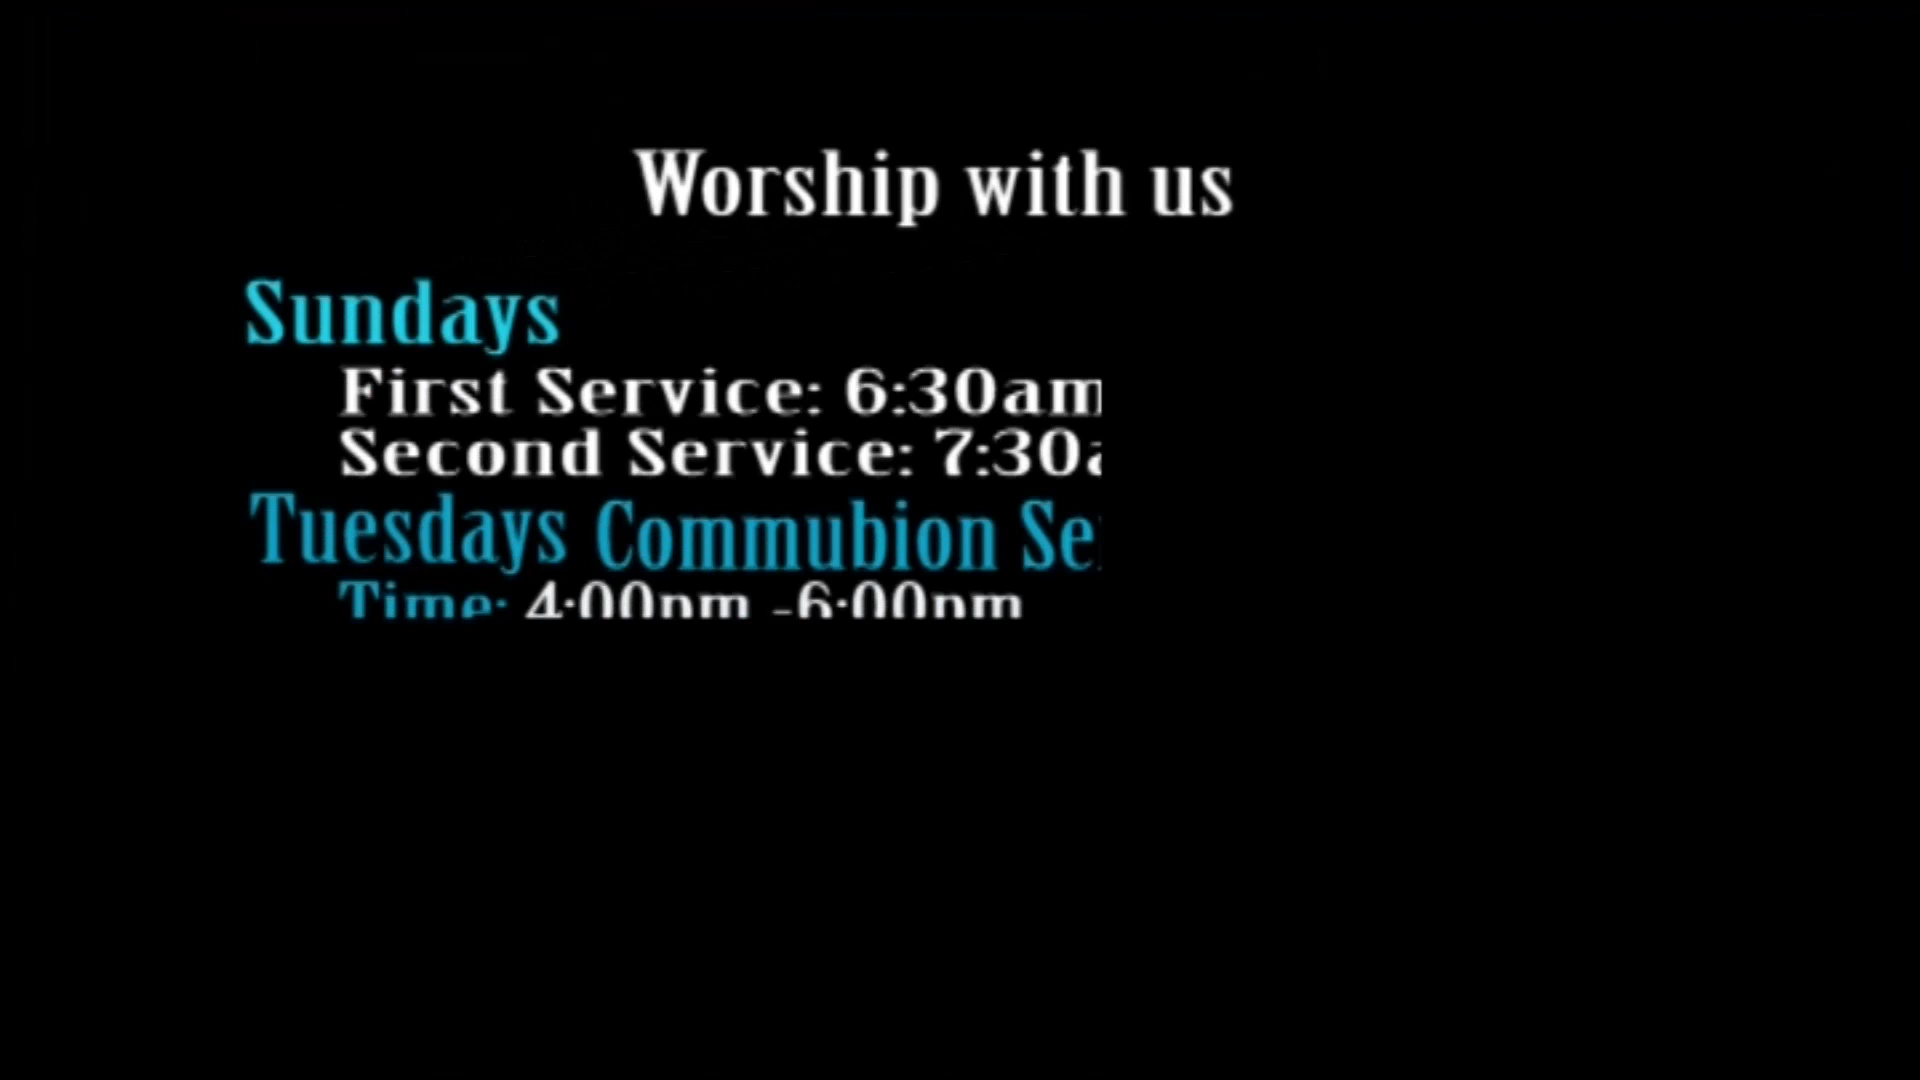 Worship with us
Sundays
First Service: 6:30am
Second Service: 7:30a
Tuesdays Commubion Se
Time: 4:00pm -6:00pm